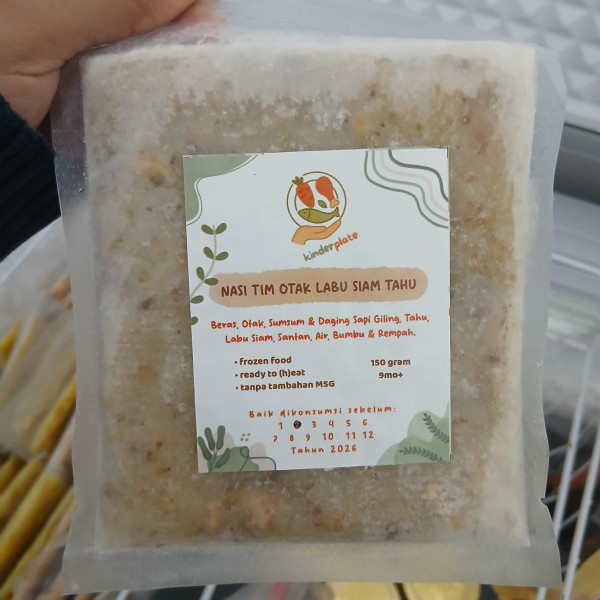 kinderplate
NASI TIM OTAK LABU SIAM TAHU
Beras, Otak, Sumsum & Daging Sapi Giling, Tahu,
Labu Siam, Santan, Air, Bumbu & Rempah.
• frozen food 150 gram
• ready to (h)eat 9mo+
• tanpa tambahan MSG
Baik dikonsumsi sebelum:
1 2 3 4 5 6
7 8 9 10 11 12
Tahun 2026